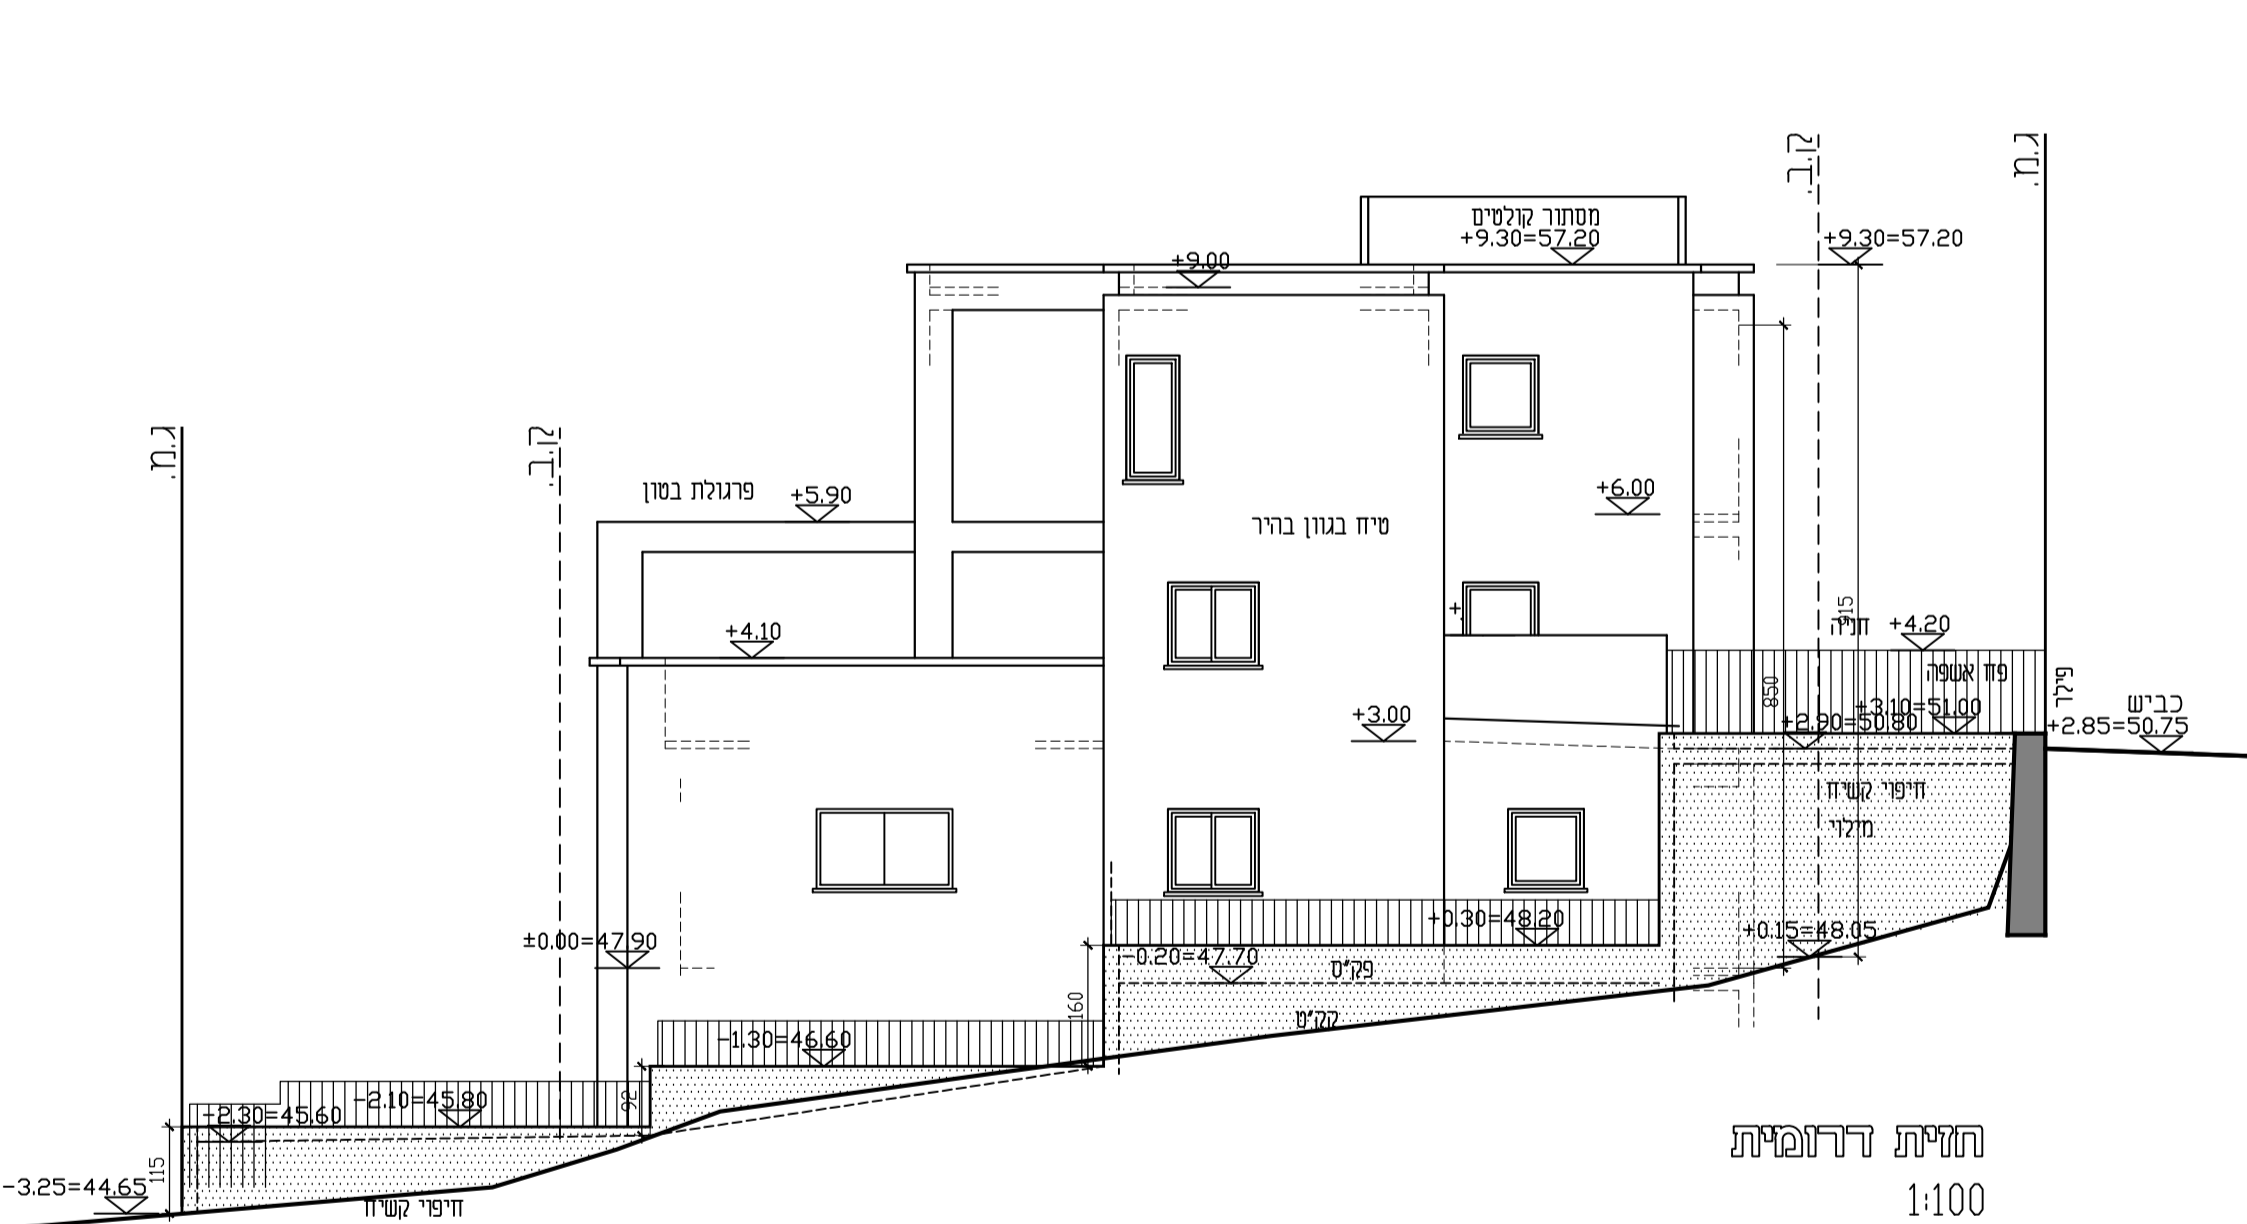 ק.ב.
ג.מ.
מסתור קולטים
+9.30=57.20
+9.30=57.20
+9.00
ג.מ.
ק.ב.
פרגולת בטון
+5.90
+6.00
טיח בגוון בהיר
+4.10
915
חניה
+4.20
פח אשפה
פילר
850
+3.10=51.00
+2.90=50.80
כביש
+2.85=50.75
+3.00
חיפוי קשיח
מילוי
±0.00=47.90
+0.30=48.20
+0.15=48.05
-0.20=47.70
פק"ס
160
קק"ט
-1.30=46.60
92
-2.10=45.80
-2.30=45.60
115
-3.25=44.65
חיפוי קשיח
חזית דרומית
1:100